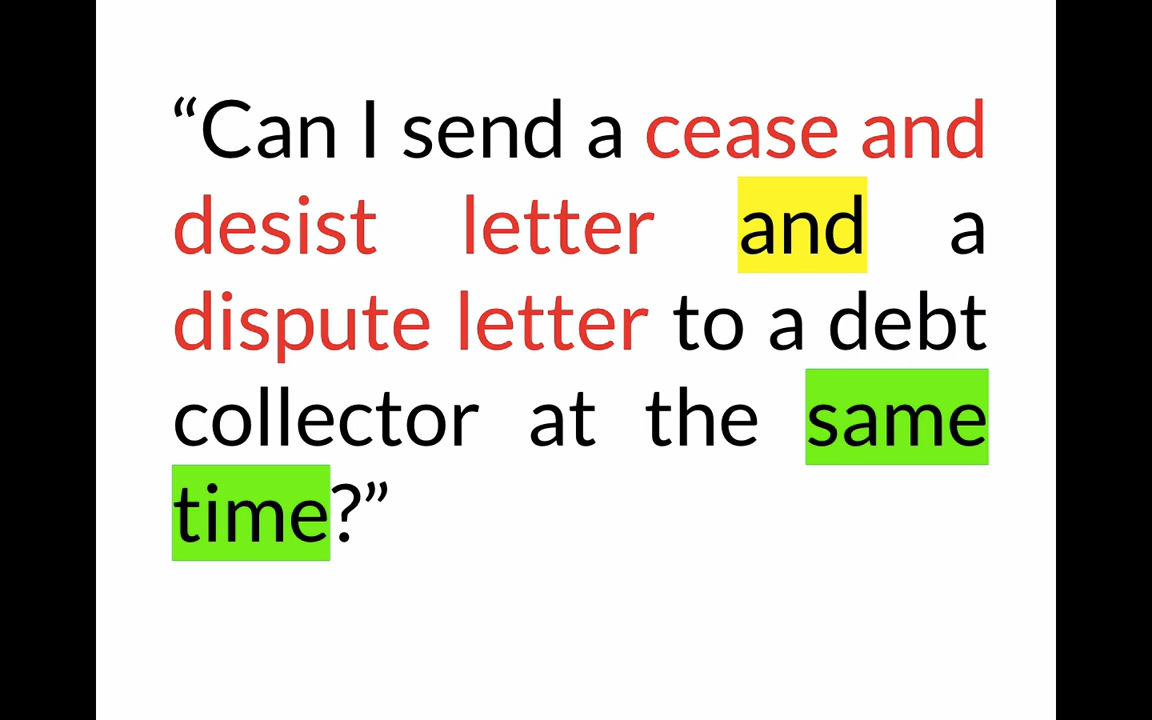 “Can I send a cease and
desist letter and a
dispute letter to a debt
collector at the same
time?”